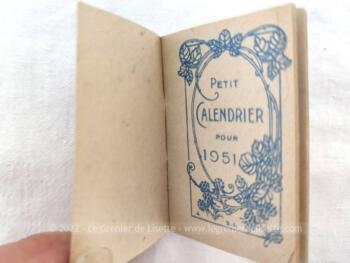 PETIT
CALENDRIER
POUR
1951
© 2022 - Le Grenier de Lisette - www.legrenierdelisette.com